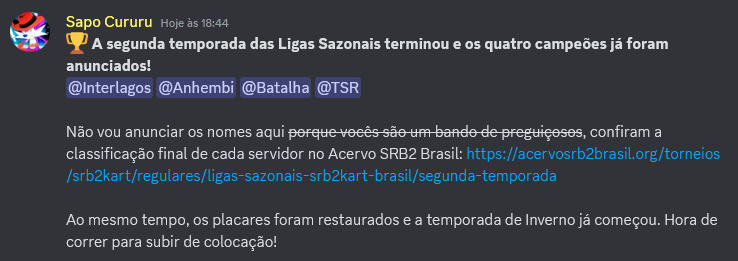 Sapo Cururu Hoje às 18:44
🏆 A segunda temporada das Ligas Sazonais terminou e os quatro campeões já foram
anunciados!
@Interlagos @Anhembi @Batalha @TSR
Não vou anunciar os nomes aqui porque vocês são um bando de preguiçosos, confiram a
classificação final de cada servidor no Acervo SRB2 Brasil: https://acervosrb2brasil.org/torneios
/srb2kart/regulares/ligas-sazonais-srb2kart-brasil/segunda-temporada
Ao mesmo tempo, os placares foram restaurados e a temporada de Inverno já começou. Hora de
correr para subir de colocação!